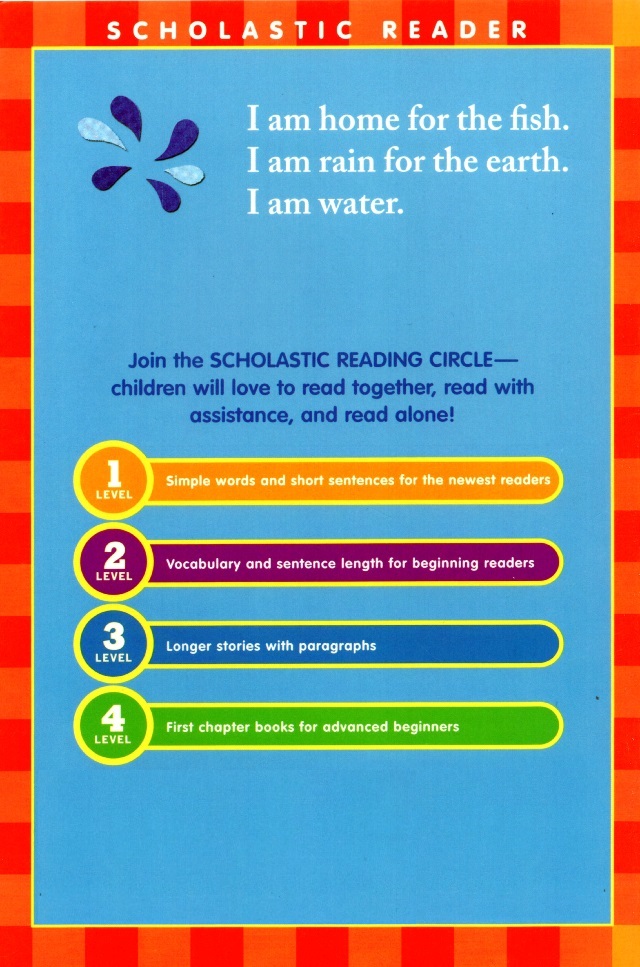 SCHOLASTIC READER
I am home for the fish.
I am rain for the earth.
I am water.
Join the SCHOLASTIC READING CIRCLE—
children will love to read together, read with
assistance, and read alone!
1
LEVEL
Simple words and short sentences for the newest readers
2
LEVEL
Vocabulary and sentence length for beginning readers
3
LEVEL
Longer stories with paragraphs
4
LEVEL
First chapter books for advanced beginners